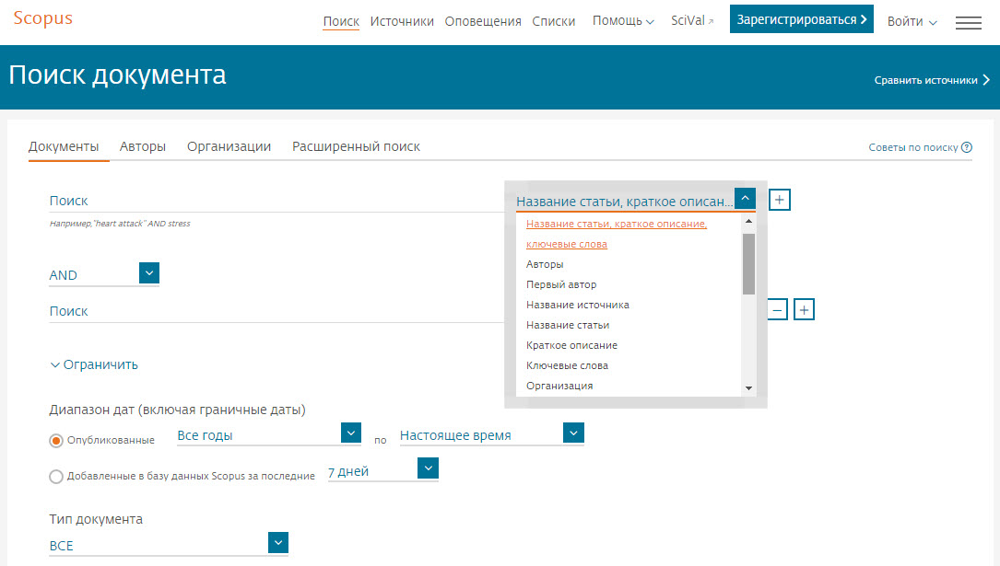 Scopus
Поиск Источники Оповещения Списки Помощь SciVal Зарегистрироваться Войти
Поиск документа
Сравнить источники
Документы Авторы Организации Расширенный поиск
Советы по поиску
Поиск
Название статьи, краткое описан...
Например,"heart attack" AND stress
Название статьи, краткое описание,
ключевые слова
Авторы
Первый автор
Название источника
Название статьи
Краткое описание
Ключевые слова
Организация
AND
Поиск
Ограничить
Диапазон дат (включая граничные даты)
Опубликованные Все годы по Настоящее время
Добавленные в базу данных Scopus за последние 7 дней
Тип документа
ВСЕ